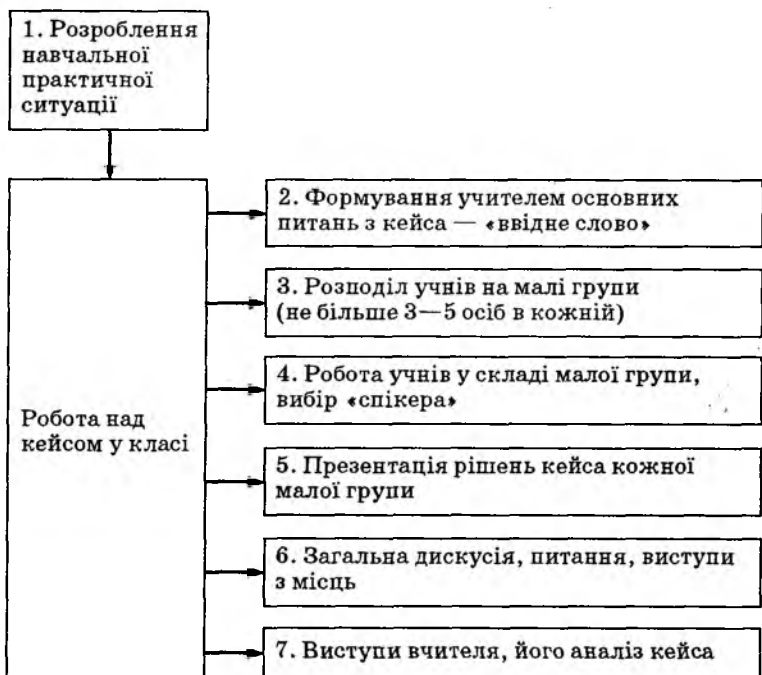 1. Розроблення
навчальної
практичної
ситуації
Робота над
кейсом у класі
2. Формування учителем основних
питань з кейса — «ввідне слово»
3. Розподіл учнів на малі групи
(не більше 3—5 осіб в кожній)
4. Робота учнів у складі малої групи,
вибір «спікера»
5. Презентація рішень кейса кожної
малої групи
6. Загальна дискусія, питання, виступи
з місць
7. Виступи вчителя, його аналіз кейса